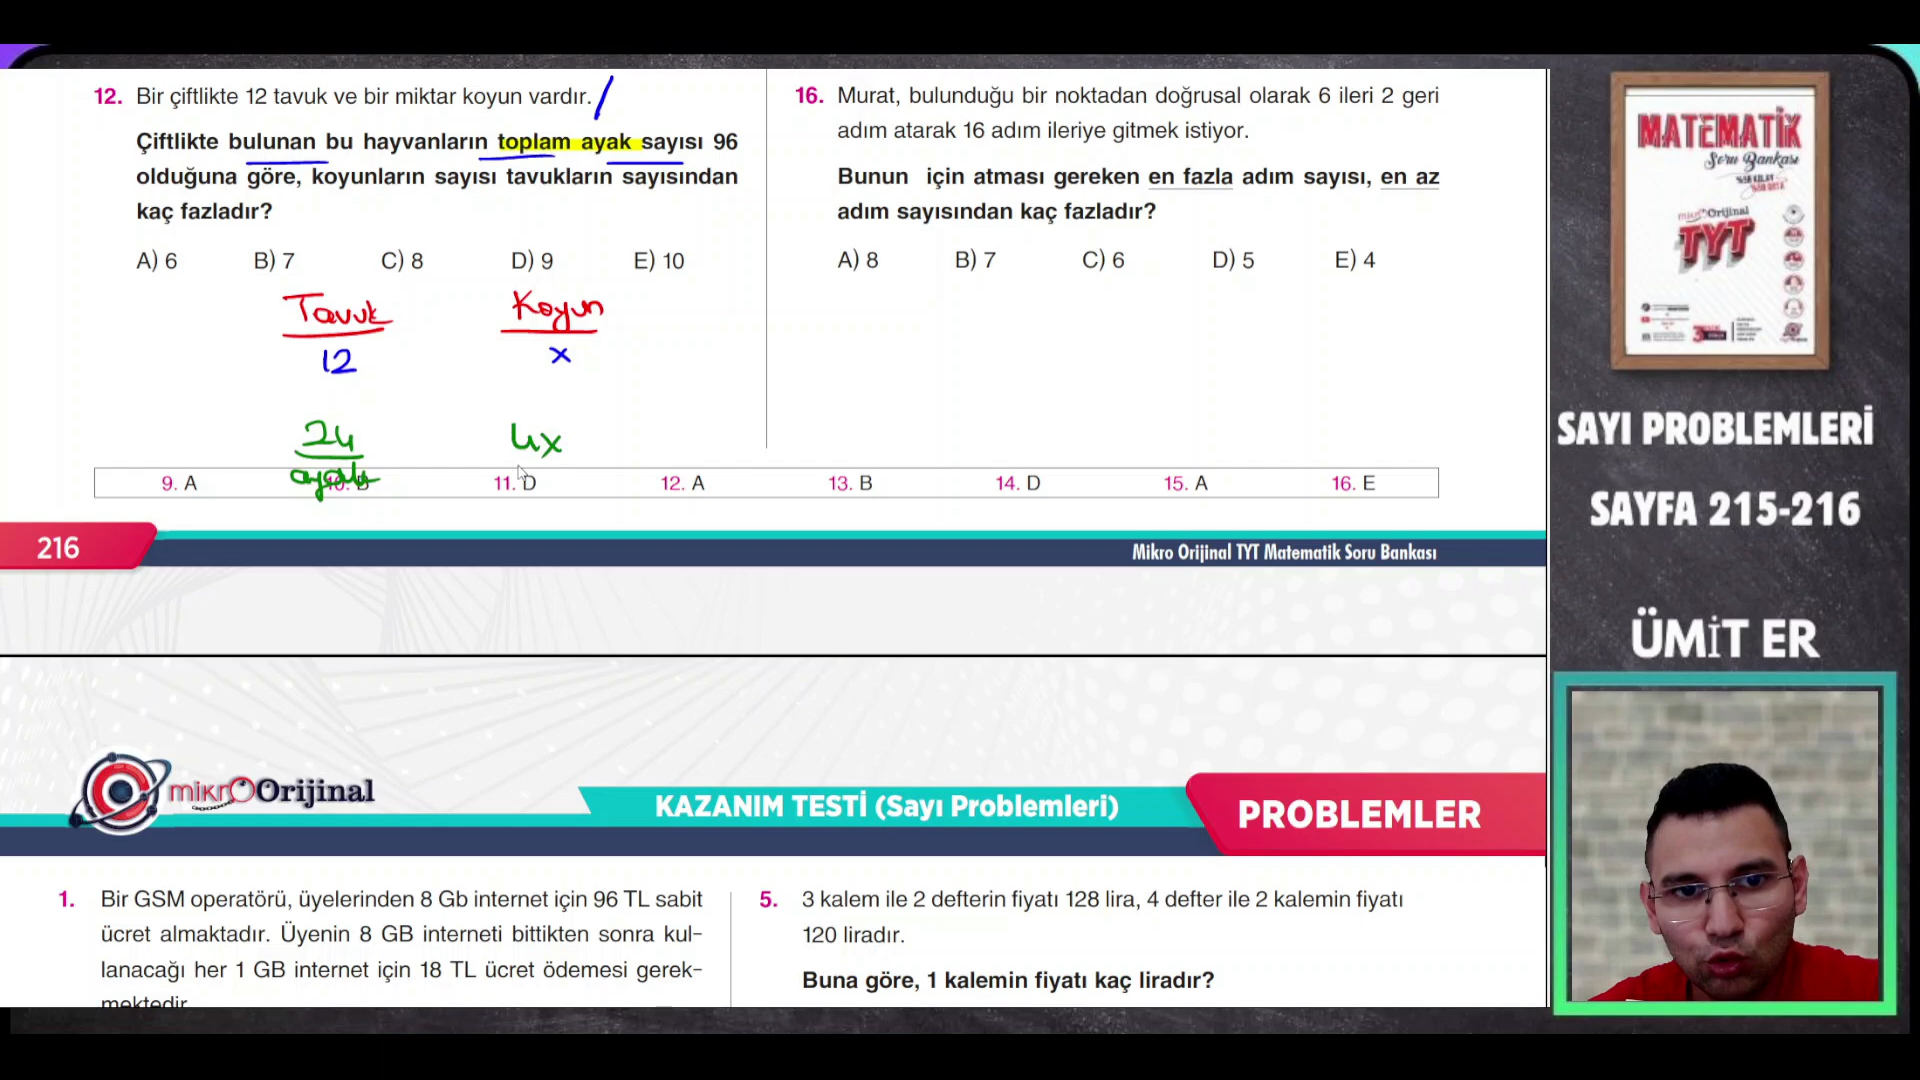 12. Bir çiftlikte 12 tavuk ve bir miktar koyun vardır.
Çiftlikte bulunan bu hayvanların toplam ayak sayısı 96
olduğuna göre, koyunların sayısı tavukların sayısından
kaç fazladır?
A) 6 B) 7 C) 8 D) 9 E) 10
Tavuk Koyun
12 x
24 4x
ayak
16. Murat, bulunduğu bir noktadan doğrusal olarak 6 ileri 2 geri
adım atarak 16 adım ileriye gitmek istiyor.
Bunun için atması gereken en fazla adım sayısı, en az
adım sayısından kaç fazladır?
A) 8 B) 7 C) 6 D) 5 E) 4
9. A 11. D 12. A 13. B 14. D 15. A 16. E
216
Mikro Orijinal TYT Matematik Soru Bankası
mikrOOrijinal
KAZANIM TESTİ (Sayı Problemleri)
PROBLEMLER
1. Bir GSM operatörü, üyelerinden 8 Gb internet için 96 TL sabit
ücret almaktadır. Üyenin 8 GB interneti bittikten sonra kul-
lanacağı her 1 GB internet için 18 TL ücret ödemesi gerek-
mektedir.
5. 3 kalem ile 2 defterin fiyatı 128 lira, 4 defter ile 2 kalemin fiyatı
120 liradır.
Buna göre, 1 kalemin fiyatı kaç liradır?
MATEMATİK
Soru Bankası
mikrOOrijinal
TYT
SAYI PROBLEMLERİ
SAYFA 215-216
ÜMİT ER